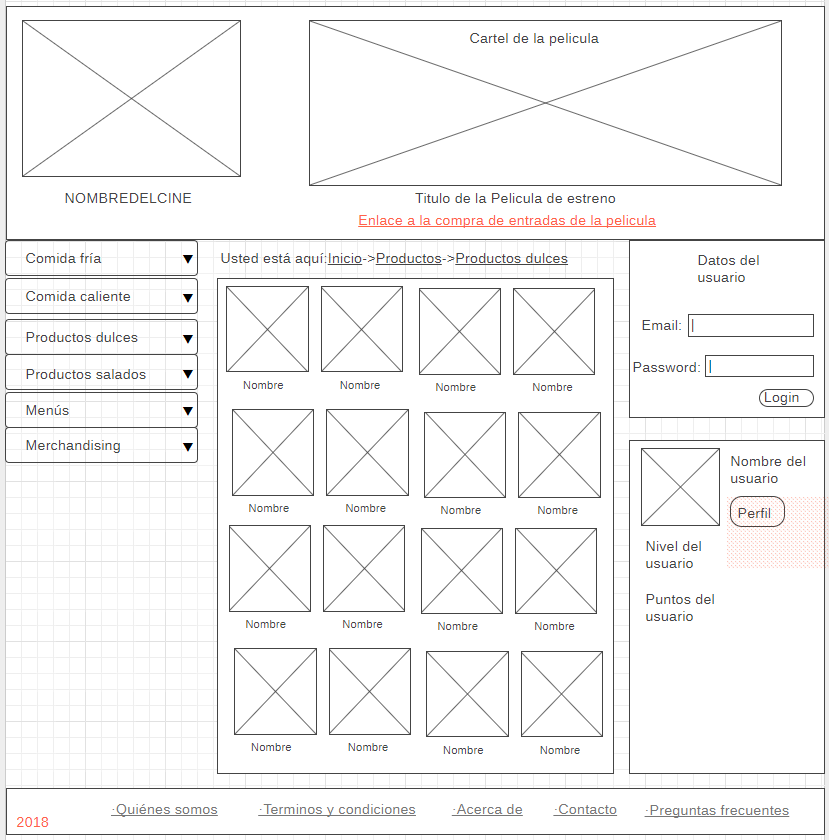 Cartel de la pelicula
NOMBREDELCINE
Titulo de la Pelicula de estreno
Enlace a la compra de entradas de la pelicula
Comida fría
Comida caliente
Productos dulces
Productos salados
Menús
Merchandising
Usted está aquí:Inicio->Productos->Productos dulces
Nombre Nombre Nombre Nombre
Nombre Nombre Nombre Nombre
Nombre Nombre Nombre Nombre
Nombre Nombre Nombre Nombre
Datos del
usuario
Email:
Password:
Login
Nombre del
usuario
Perfil
Nivel del
usuario
Puntos del
usuario
2018
·Quiénes somos ·Terminos y condiciones ·Acerca de ·Contacto ·Preguntas frecuentes